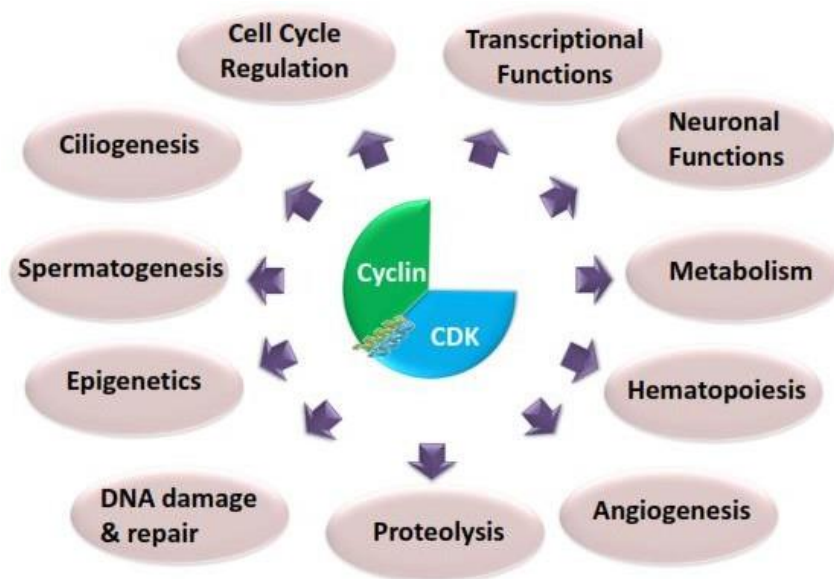 Cell Cycle
Regulation
Transcriptional
Functions
Neuronal
Functions
Ciliogenesis
Spermatogenesis
Metabolism
Cyclin
CDK
Epigenetics
Hematopoiesis
DNA damage
& repair
Proteolysis
Angiogenesis